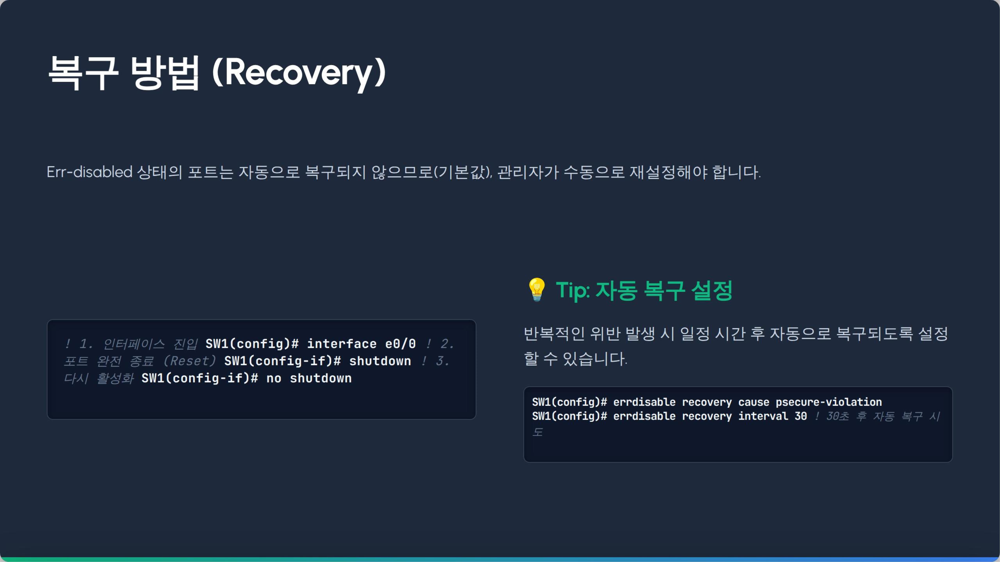 복구 방법 (Recovery)
Err-disabled 상태의 포트는 자동으로 복구되지 않으므로(기본값), 관리자가 수동으로 재설정해야 합니다.
! 1. 인터페이스 진입 SW1(config)# interface e0/0 ! 2.
포트 완전 종료 (Reset) SW1(config-if)# shutdown ! 3.
다시 활성화 SW1(config-if)# no shutdown
💡 Tip: 자동 복구 설정
반복적인 위반 발생 시 일정 시간 후 자동으로 복구되도록 설정
할 수 있습니다.
SW1(config)# errdisable recovery cause psecure-violation
SW1(config)# errdisable recovery interval 30 ! 30초 후 자동 복구 시
도